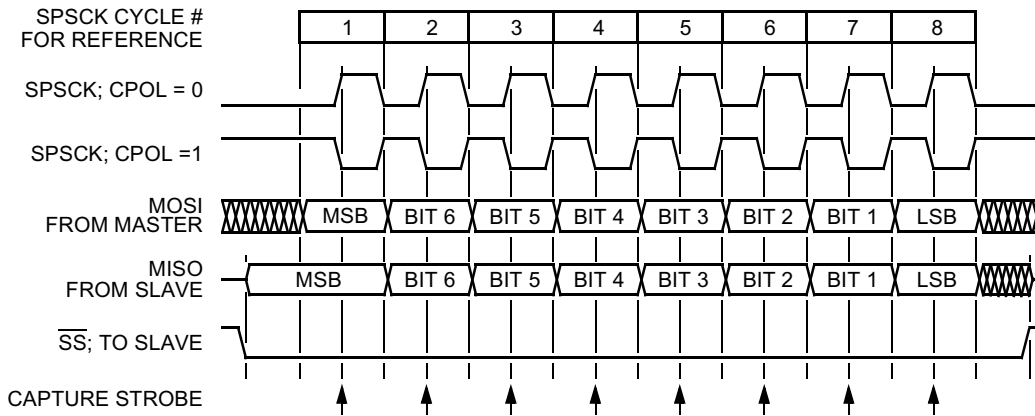 SPSCK CYCLE #
FOR REFERENCE
1 2 3 4 5 6 7 8
SPSCK; CPOL = 0
SPSCK; CPOL =1
MOSI
FROM MASTER
MSB BIT 6 BIT 5 BIT 4 BIT 3 BIT 2 BIT 1 LSB
MISO
FROM SLAVE
MSB BIT 6 BIT 5 BIT 4 BIT 3 BIT 2 BIT 1 LSB
SS; TO SLAVE
CAPTURE STROBE